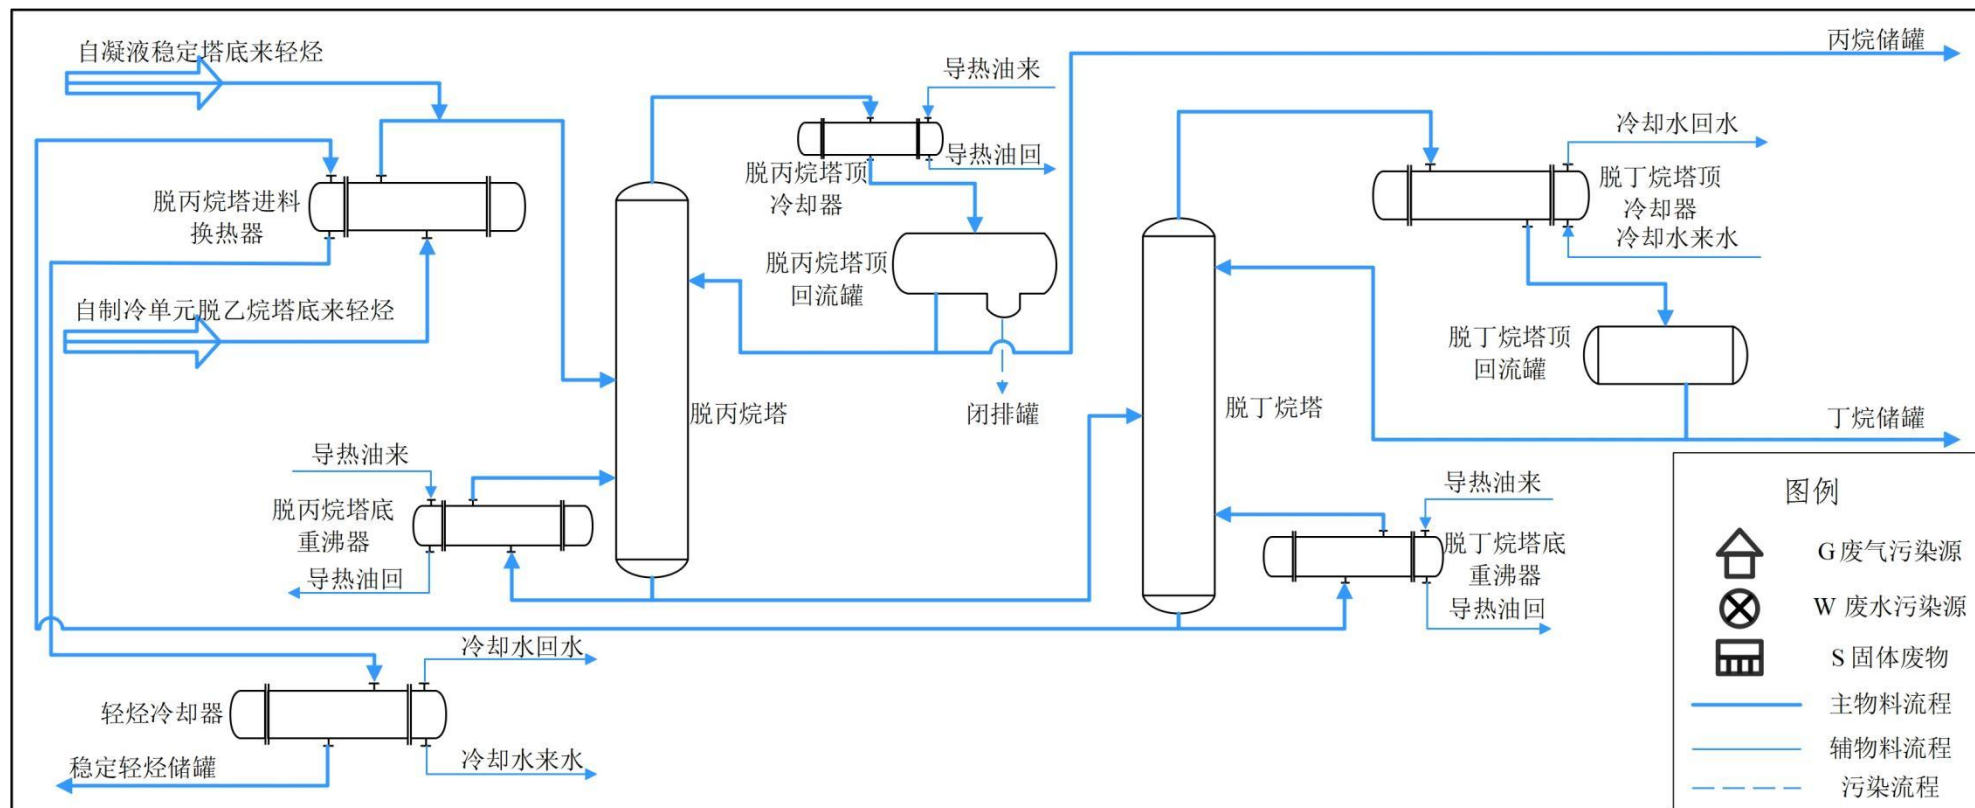 自凝液稳定塔底来轻烃
丙烷储罐
导热油来
冷却水回水
导热油回
脱丙烷塔顶
冷却器
脱丁烷塔顶
冷却器
冷却水来水
脱丙烷塔进料
换热器
脱丙烷塔顶
回流罐
自制冷单元脱乙烷塔底来轻烃
脱丁烷塔顶
回流罐
脱丙烷塔
闭排罐
脱丁烷塔
丁烷储罐
导热油来
脱丙烷塔底
重沸器
导热油回
导热油来
脱丁烷塔底
重沸器
导热油回
冷却水回水
轻烃冷却器
冷却水来水
稳定轻烃储罐
图例
G废气污染源
W 废水污染源
S固体废物
主物料流程
辅物料流程
污染流程